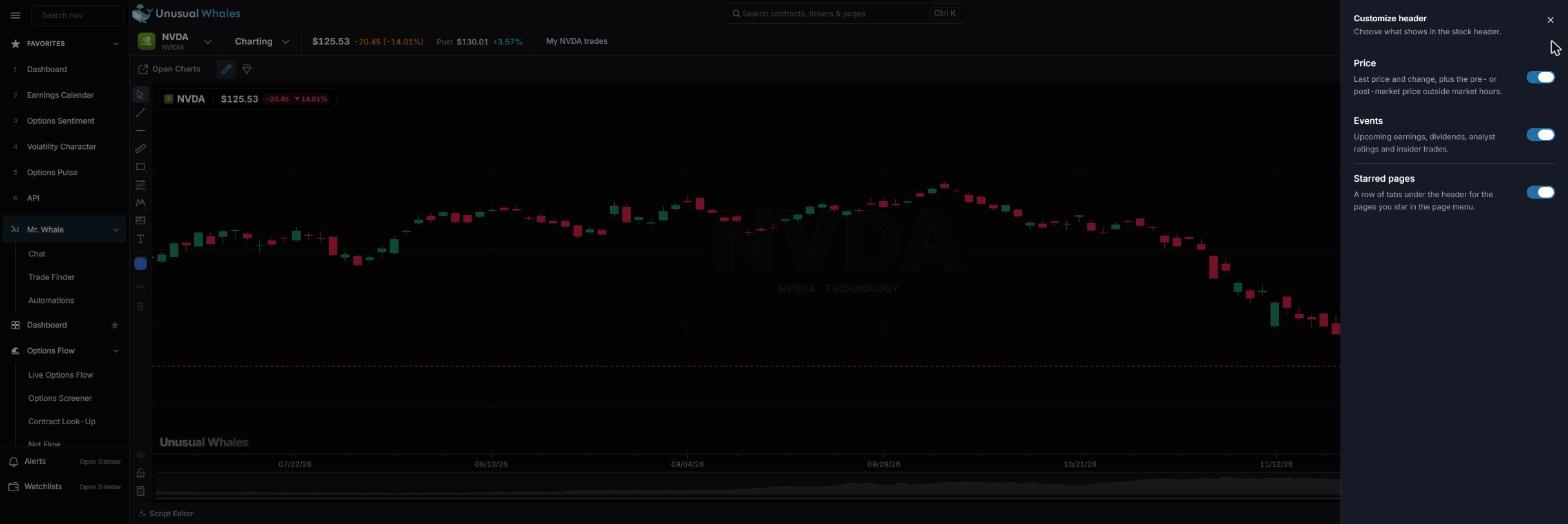 Search nav
FAVORITES
1 Dashboard
2 Earnings Calendar
3 Options Sentiment
4 Volatility Character
5 Options Pulse
6 API
Mr. Whale
Chat
Trade Finder
Automations
Dashboard
Options Flow
Live Options Flow
Options Screener
Contract Look-Up
Net Flow
Alerts Open Sidebar
Watchlists Open Sidebar
Unusual Whales
Search contracts, tickers & pages Ctrl K
NVDA
NVIDIA
Charting
$125.53 -20.45 (-14.01%) Post $130.01 +3.57%
My NVDA trades
Open Charts
NVDA $125.53 -20.45 ▼14.01%
NVDA
NVIDIA - TECHNOLOGY
Unusual Whales
07/22/26 08/13/26 09/04/26 09/29/26 10/21/26 11/12/26
Script Editor
Customize header
Choose what shows in the stock header.
Price
Last price and change, plus the pre- or
post-market price outside market hours.
Events
Upcoming earnings, dividends, analyst
ratings and insider trades.
Starred pages
A row of tabs under the header for the
pages you star in the page menu.